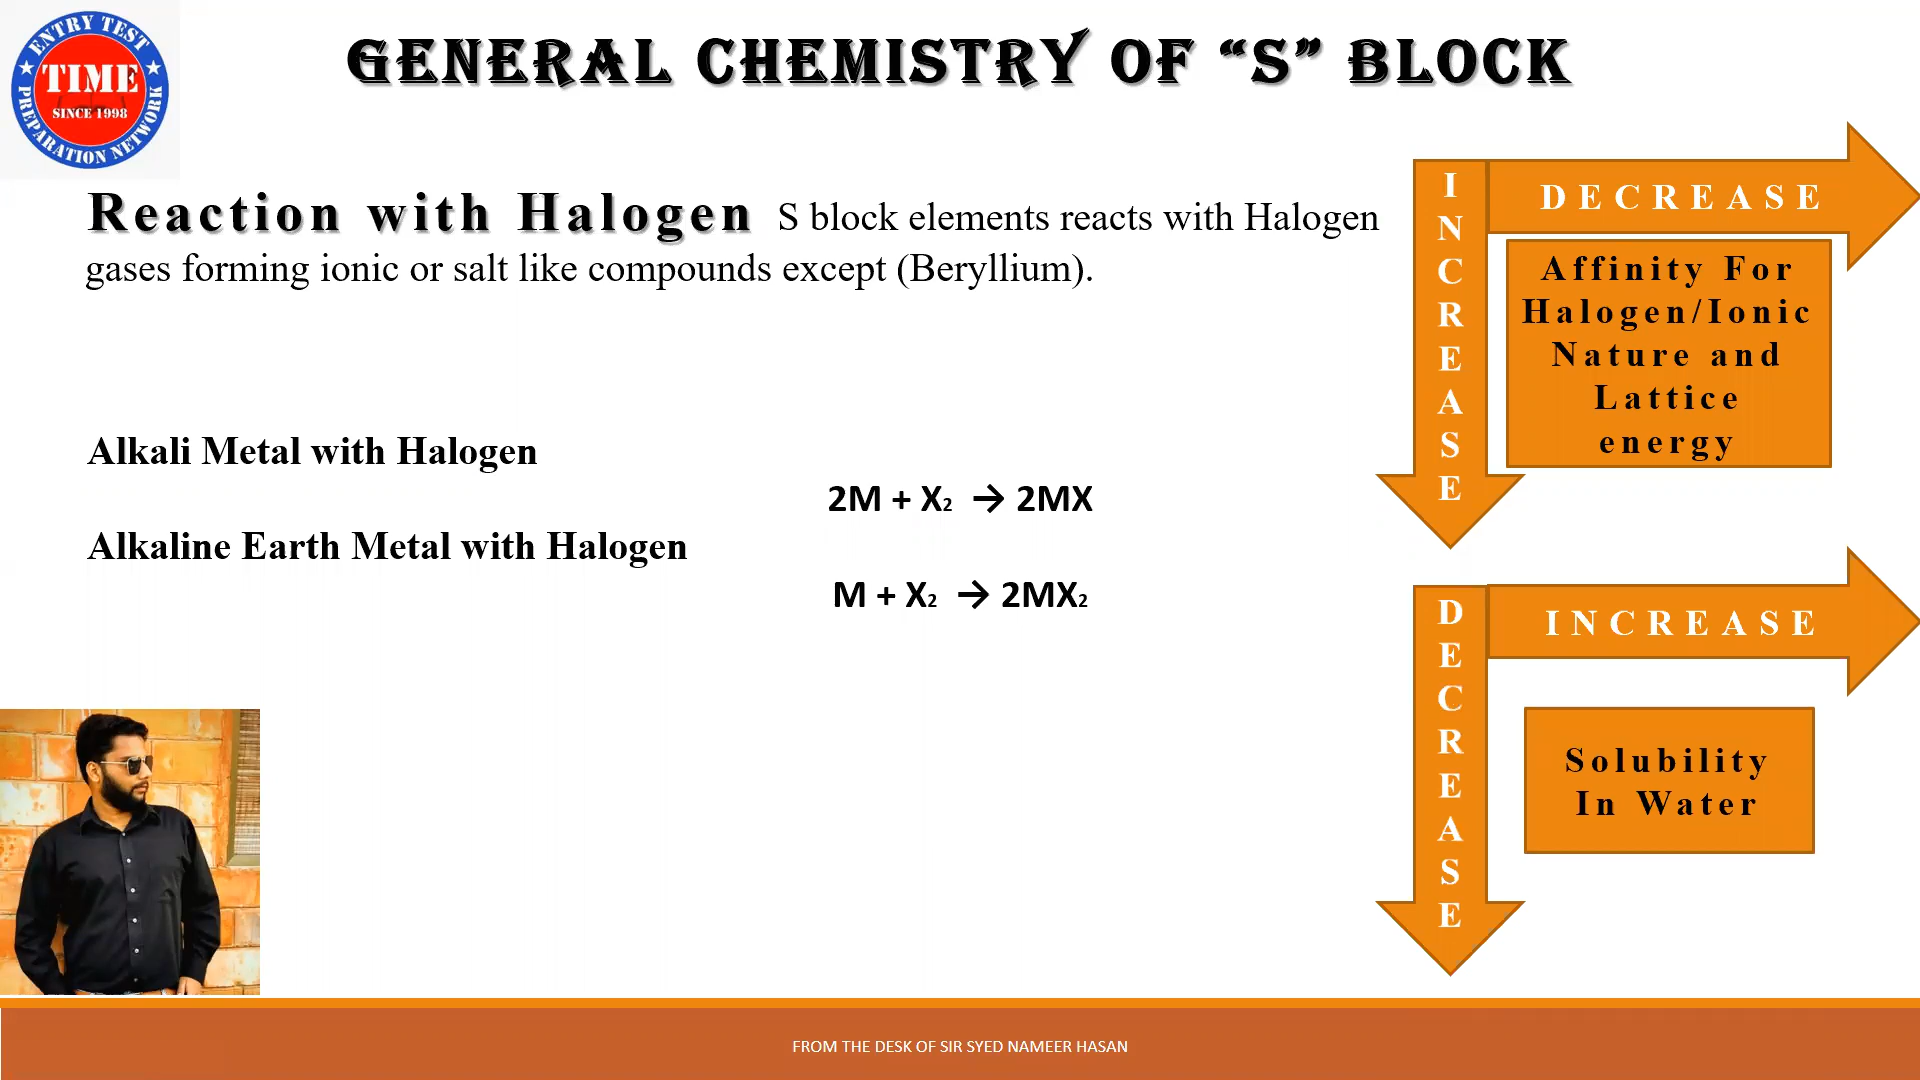 ENTRY TEST
TIME
SINCE 1998
PREPARATION NETWORK
GENERAL CHEMISTRY OF “S” BLOCK
Reaction with Halogen S block elements reacts with Halogen
gases forming ionic or salt like compounds except (Beryllium).
Alkali Metal with Halogen
2M + X₂ → 2MX
Alkaline Earth Metal with Halogen
M + X₂ → 2MX₂
INCREASE
DECREASE
Affinity For
Halogen/Ionic
Nature and
Lattice
energy
DECREASE
INCREASE
Solubility
In Water
FROM THE DESK OF SIR SYED NAMEER HASAN